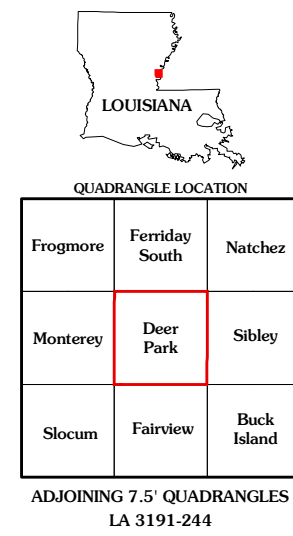 LOUISIANA
QUADRANGLE LOCATION
Frogmore
Ferriday
South
Natchez
Monterey
Deer
Park
Sibley
Slocum
Fairview
Buck
Island
ADJOINING 7.5' QUADRANGLES
LA 3191-244